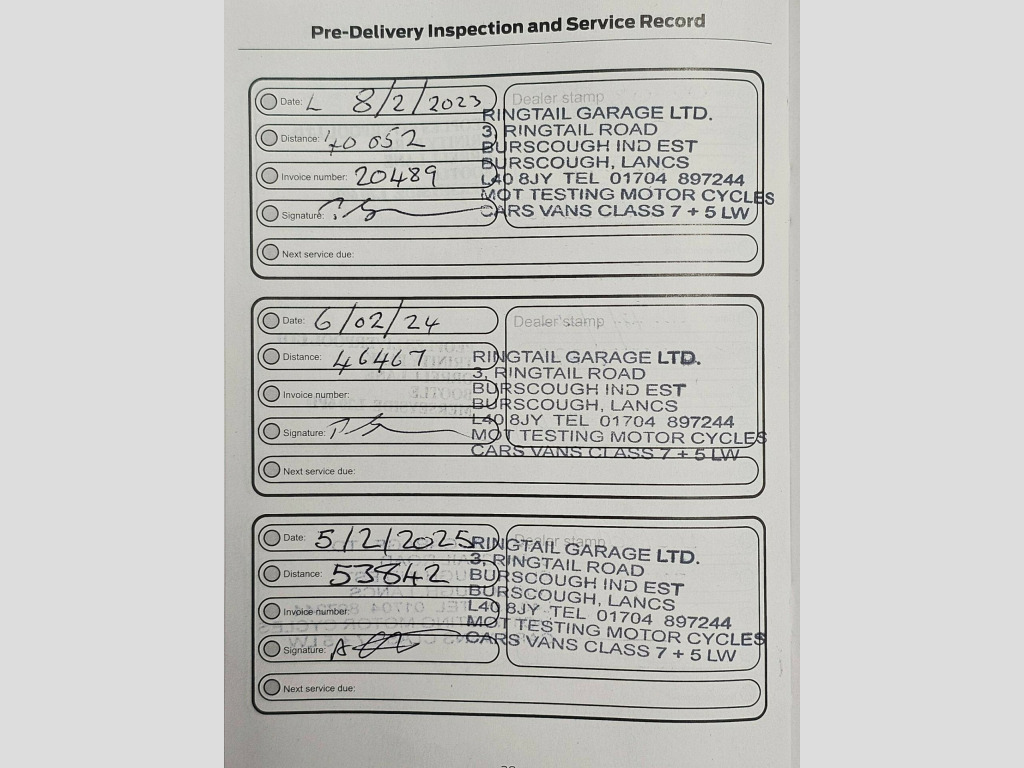 Pre-Delivery Inspection and Service Record
Date: 8/2/2023
Distance: 40 052
Invoice number: 20489
Signature:
Next service due:
Dealer stamp
RINGTAIL GARAGE LTD.
3, RINGTAIL ROAD
BURSCOUGH IND EST
BURSCOUGH, LANCS
L40 8JY TEL 01704 897244
MOT TESTING MOTOR CYCLES
CARS VANS CLASS 7 + 5 LW
Date: 6/02/24
Distance: 46467
Invoice number:
Signature:
Next service due:
Dealer stamp
RINGTAIL GARAGE LTD.
3, RINGTAIL ROAD
BURSCOUGH IND EST
BURSCOUGH, LANCS
L40 8JY TEL 01704 897244
MOT TESTING MOTOR CYCLES
CARS VANS CLASS 7 + 5 LW
Date: 5/2/2025
Distance: 53842
Invoice number:
Signature:
Next service due:
Dealer stamp
RINGTAIL GARAGE LTD.
3, RINGTAIL ROAD
BURSCOUGH IND EST
BURSCOUGH, LANCS
L40 8JY TEL 01704 897244
MOT TESTING MOTOR CYCLES
CARS VANS CLASS 7 + 5 LW